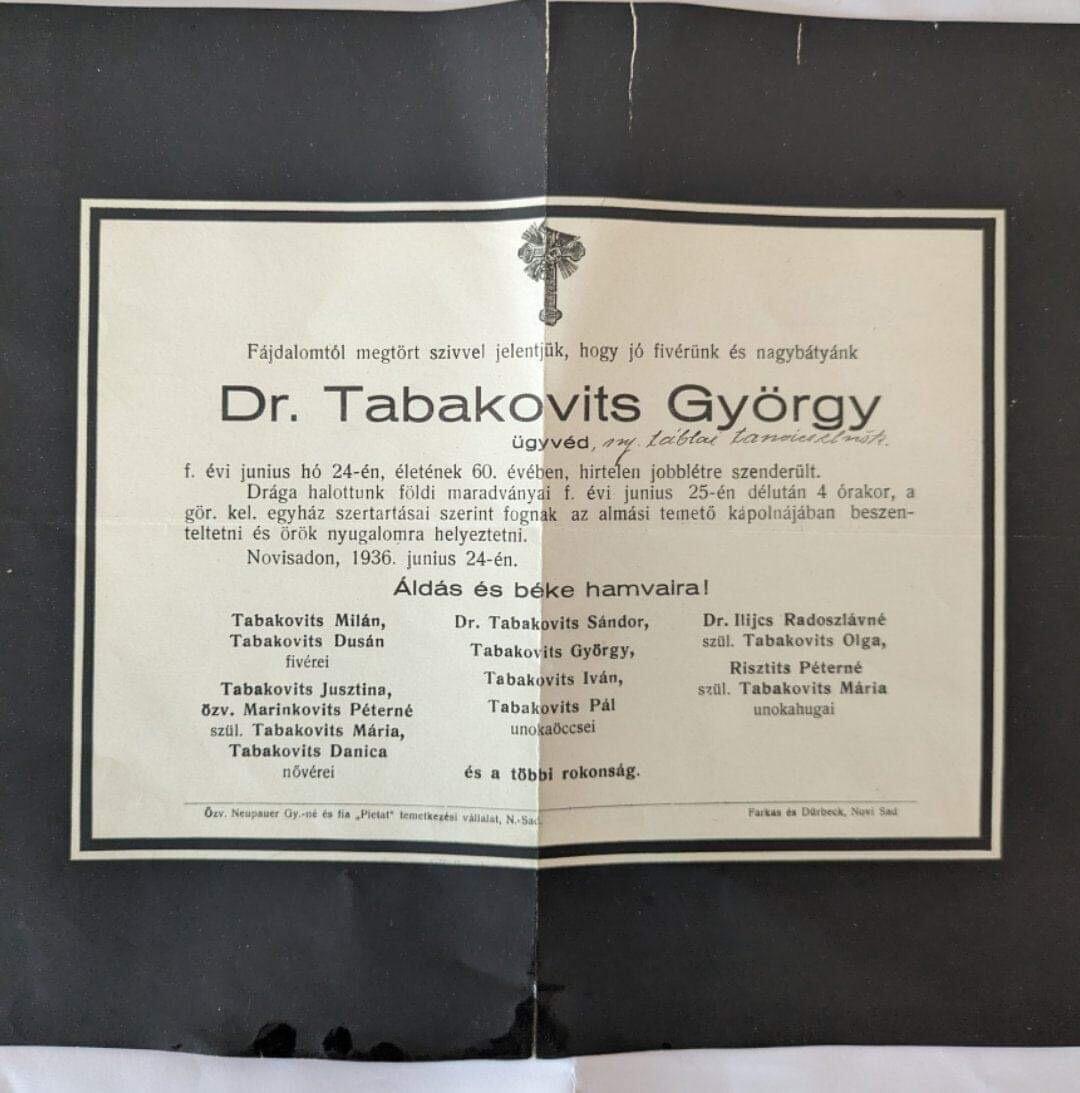 Fájdalomtól megtört szivvel jelentjük, hogy jó fivérünk és nagybátyánk
Dr. Tabakovits György
ügyvéd, ny. táblai tanácselnök.
f. évi junius hó 24-én, életének 60. évében, hirtelen jobblétre szenderült.
Drága halottunk földi maradványai f. évi junius 25-én délután 4 órakor, a
gör. kel. egyház szertartásai szerint fognak az almási temető kápolnájában beszen-
teltetni és örök nyugalomra helyeztetni.
Novisadon, 1936. junius 24-én.
Áldás és béke hamvaira!
Tabakovits Milán,
Tabakovits Dusán
fivérei
Tabakovits Jusztina,
özv. Marinkovits Péterné
szül. Tabakovits Mária,
Tabakovits Danica
nővérei
Dr. Tabakovits Sándor,
Tabakovits György,
Tabakovits Iván,
Tabakovits Pál
unokaöccsei
és a többi rokonság.
Dr. Ilijcs Radoszlávné
szül. Tabakovits Olga,
Risztits Péterné
szül. Tabakovits Mária
unokahugai
Özv. Neupauer Gy.-né és fia „Pietat" temetkezési vállalat, N.-Sad.
Farkas és Dürbeck, Novi Sad